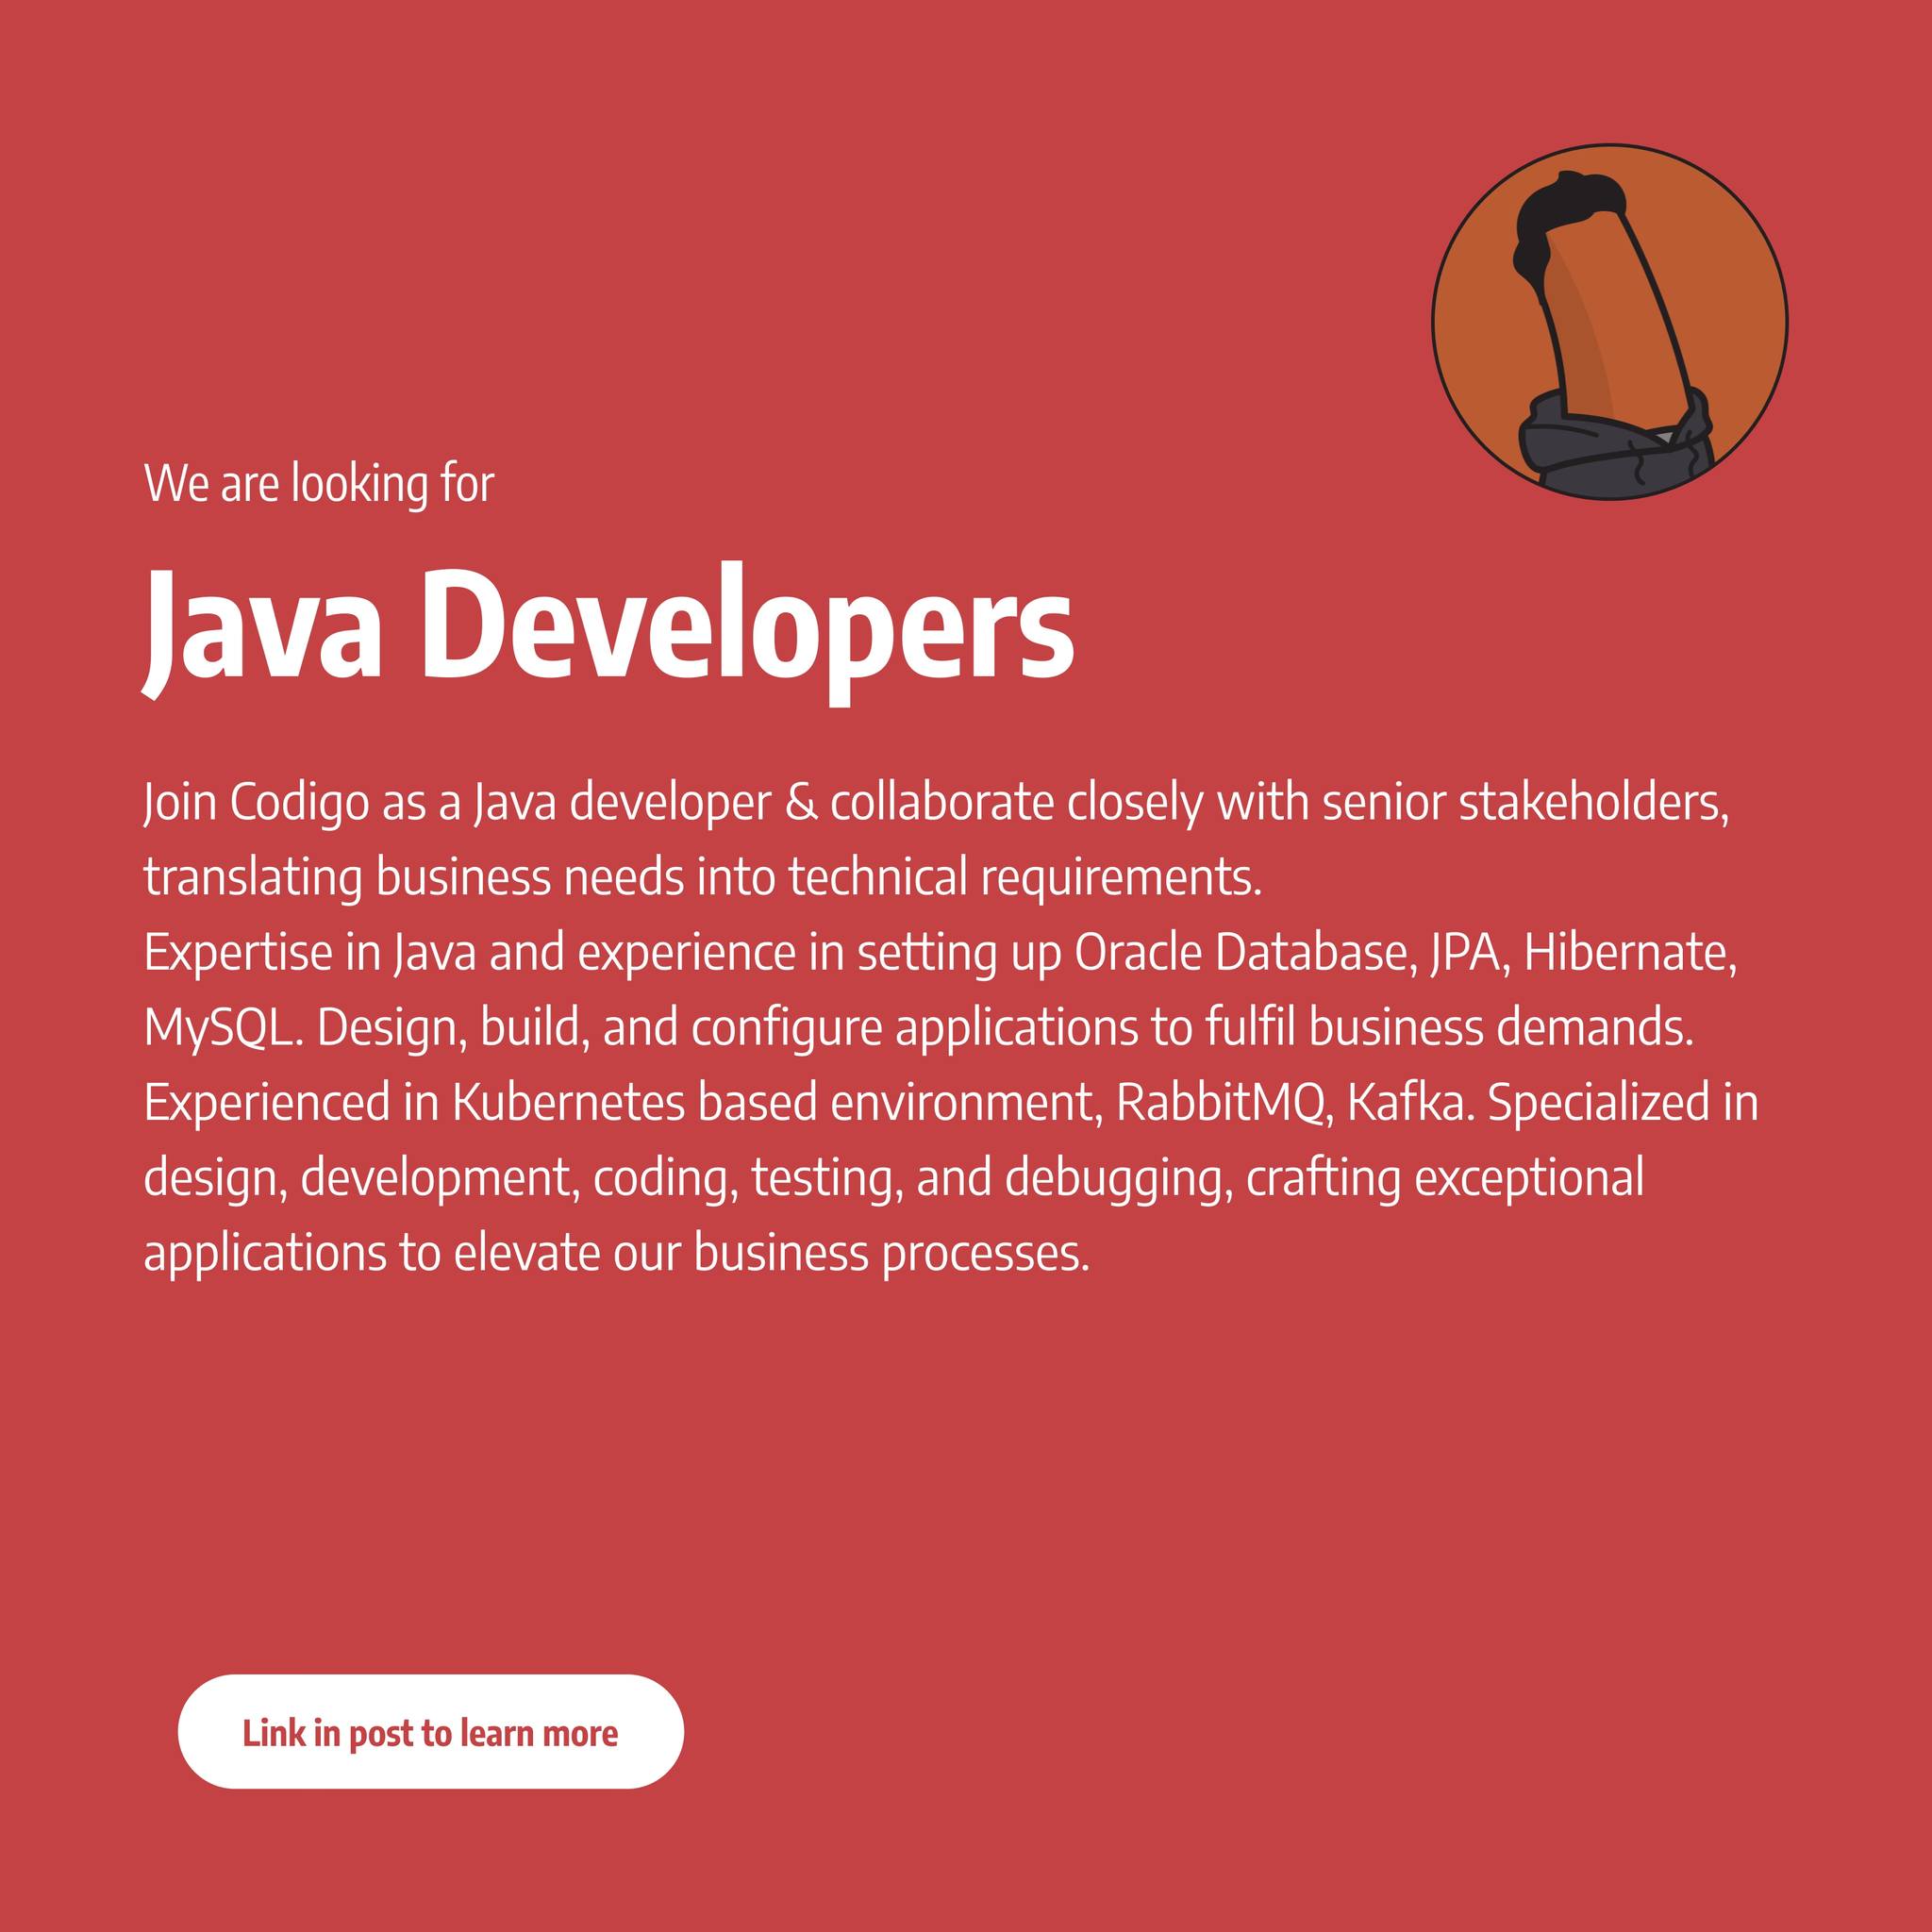 We are looking for
Java Developers
Join Codigo as a Java developer & collaborate closely with senior stakeholders,
translating business needs into technical requirements.
Expertise in Java and experience in setting up Oracle Database, JPA, Hibernate,
MySQL. Design, build, and configure applications to fulfil business demands.
Experienced in Kubernetes based environment, RabbitMQ, Kafka. Specialized in
design, development, coding, testing, and debugging, crafting exceptional
applications to elevate our business processes.
Link in post to learn more